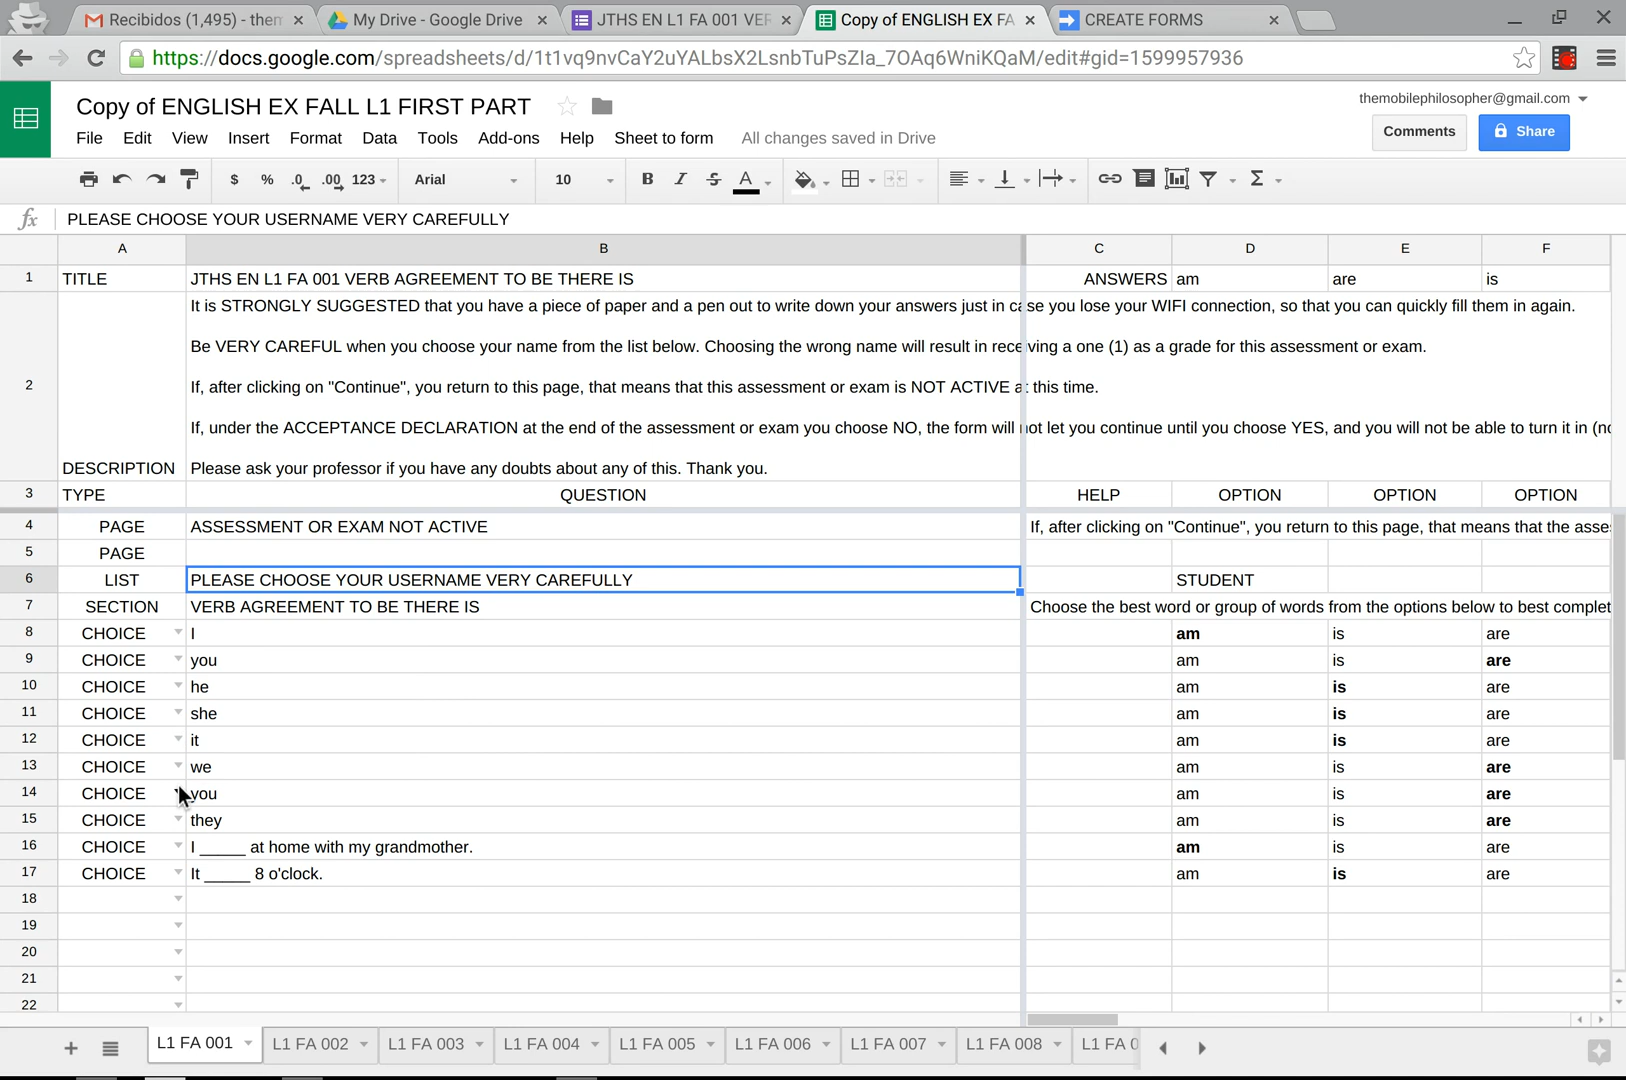 Recibidos (1,495) - them
My Drive - Google Drive
JTHS EN L1 FA 001 VER
Copy of ENGLISH EX FA
CREATE FORMS
https://docs.google.com/spreadsheets/d/1t1vq9nvCaY2uYALbsX2LsnbTuPsZIa_7OAq6WniKQaM/edit#gid=1599957936
Copy of ENGLISH EX FALL L1 FIRST PART
themobilephilosopher@gmail.com
File Edit View Insert Format Data Tools Add-ons Help Sheet to form All changes saved in Drive
Comments
Share
$ % .0 .00 123 Arial 10 B I S A Σ
fx PLEASE CHOOSE YOUR USERNAME VERY CAREFULLY
A B C D E F
1 TITLE JTHS EN L1 FA 001 VERB AGREEMENT TO BE THERE IS ANSWERS am are is
It is STRONGLY SUGGESTED that you have a piece of paper and a pen out to write down your answers just in case you lose your WIFI connection, so that you can quickly fill them in again.
Be VERY CAREFUL when you choose your name from the list below. Choosing the wrong name will result in receiving a one (1) as a grade for this assessment or exam.
2 If, after clicking on "Continue", you return to this page, that means that this assessment or exam is NOT ACTIVE at this time.
If, under the ACCEPTANCE DECLARATION at the end of the assessment or exam you choose NO, the form will not let you continue until you choose YES, and you will not be able to turn it in (no
DESCRIPTION Please ask your professor if you have any doubts about any of this. Thank you.
3 TYPE QUESTION HELP OPTION OPTION OPTION
4 PAGE ASSESSMENT OR EXAM NOT ACTIVE If, after clicking on "Continue", you return to this page, that means that the asse
5 PAGE
6 LIST PLEASE CHOOSE YOUR USERNAME VERY CAREFULLY STUDENT
7 SECTION VERB AGREEMENT TO BE THERE IS Choose the best word or group of words from the options below to best complet
8 CHOICE I am is are
9 CHOICE you am is are
10 CHOICE he am is are
11 CHOICE she am is are
12 CHOICE it am is are
13 CHOICE we am is are
14 CHOICE you am is are
15 CHOICE they am is are
16 CHOICE I _____ at home with my grandmother. am is are
17 CHOICE It _____ 8 o'clock. am is are
18
19
20
21
22
L1 FA 001 L1 FA 002 L1 FA 003 L1 FA 004 L1 FA 005 L1 FA 006 L1 FA 007 L1 FA 008 L1 FA 0